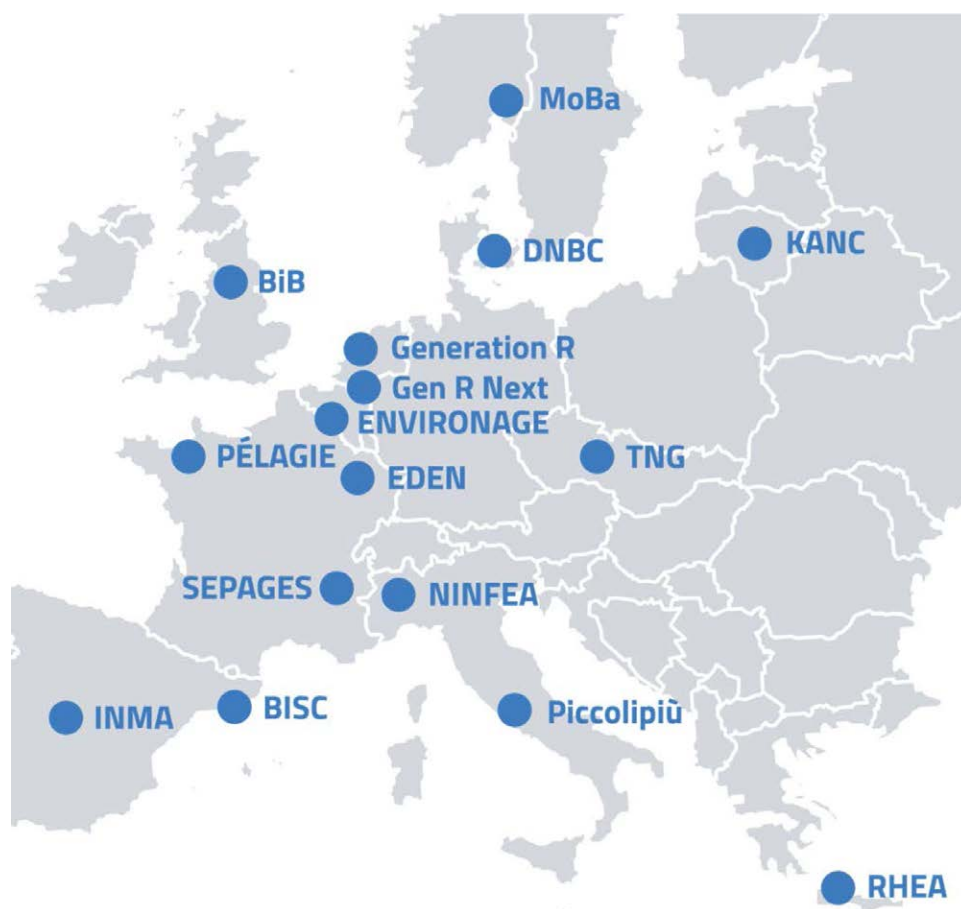 MoBa
DNBC
KANC
BiB
Generation R
Gen R Next
ENVIRONAGE
PÉLAGIE
TNG
EDEN
SEPAGES
NINFEA
INMA
BISC
Piccolipiù
RHEA